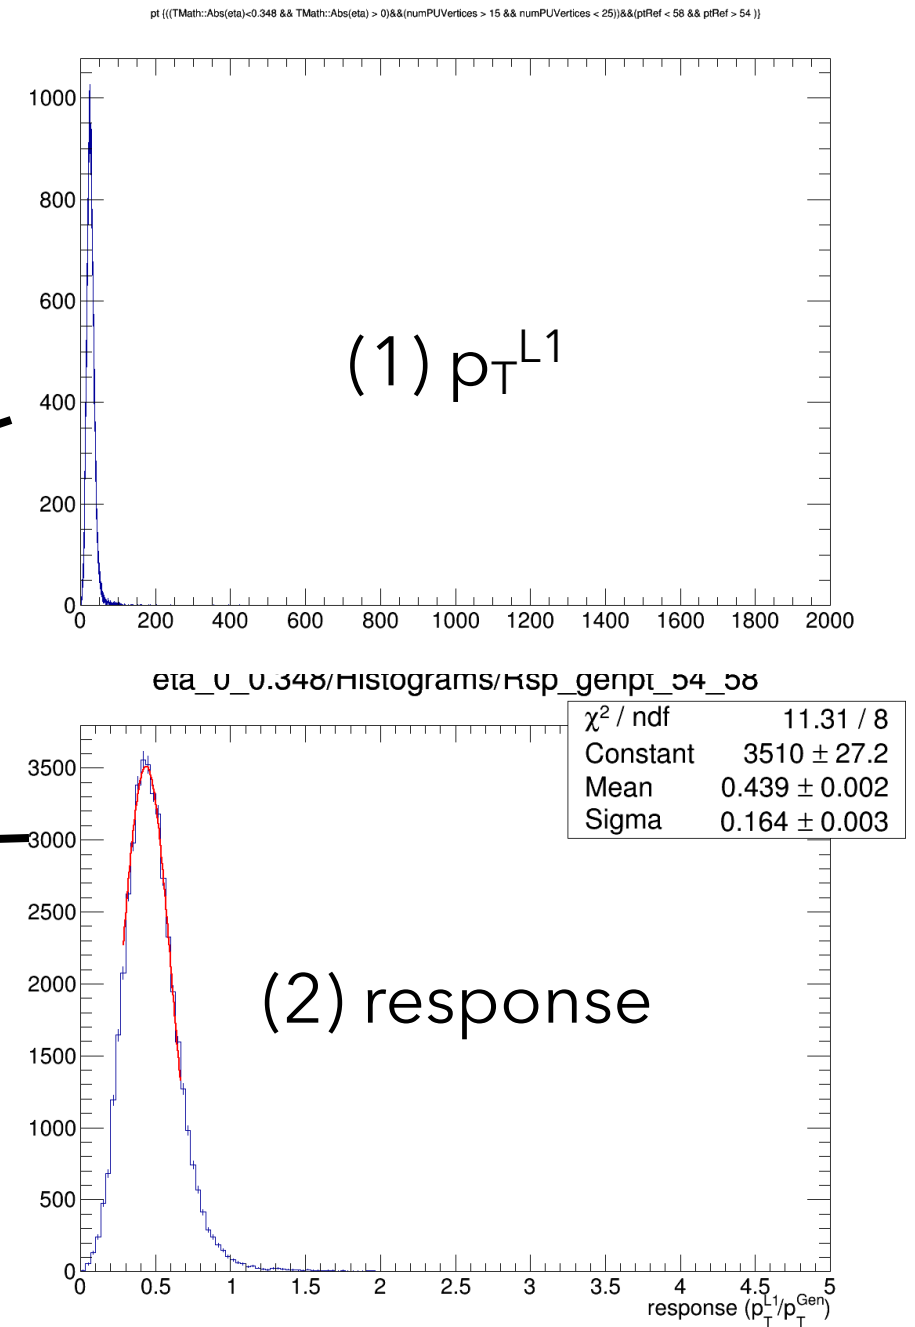 pt {((TMath::Abs(eta)<0.348 && TMath::Abs(eta) > 0)&&(numPUVertices > 15 && numPUVertices < 25))&&(ptRef < 58 && ptRef > 54 )}
1000
800
600
400
200
0
(1) pTL1
0 200 400 600 800 1000 1200 1400 1600 1800 2000
eta_0_0.348/Histograms/Rsp_genpt_54_58
χ2 / ndf 11.31 / 8
Constant 3510 ± 27.2
Mean 0.439 ± 0.002
Sigma 0.164 ± 0.003
3500
3000
2500
2000
1500
1000
500
0
(2) response
0 0.5 1 1.5 2 2.5 3 3.5 4 4.5 5
response (pTL1/pTGen)